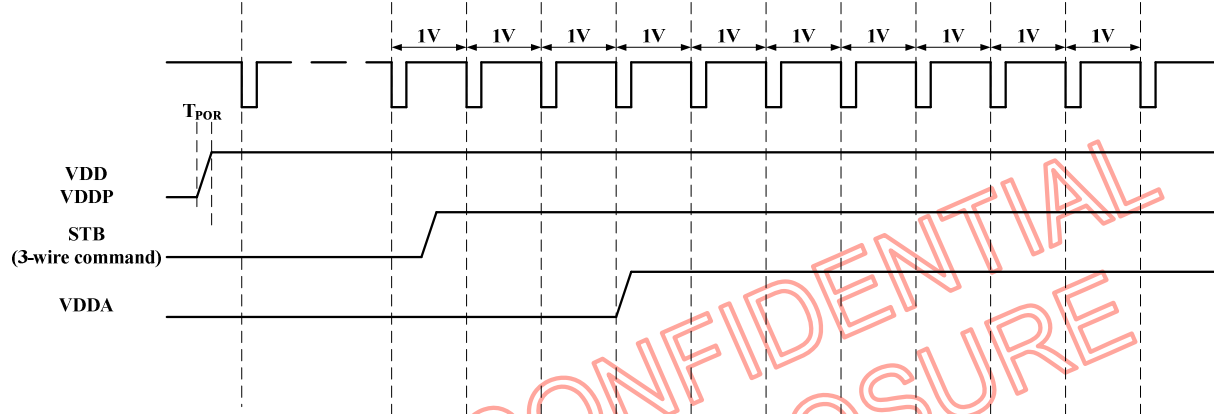 1V 1V 1V 1V 1V 1V 1V 1V 1V 1V
TPOR
VDD
VDDP
STB
(3-wire command)
VDDA
CONFIDENTIAL
OSURE